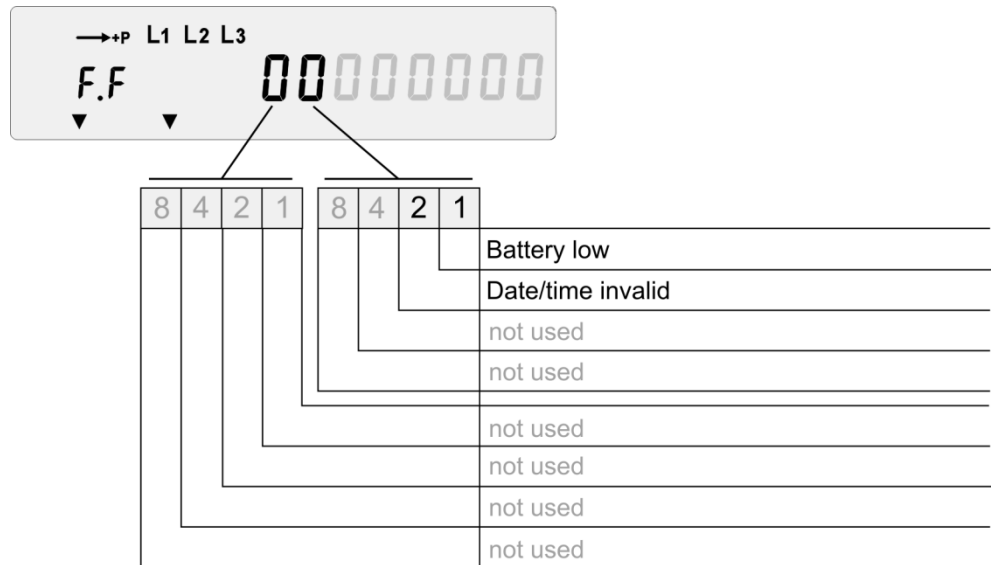 +P L1 L2 L3
F.F 00000000
8 4 2 1 8 4 2 1
Battery low
Date/time invalid
not used
not used
not used
not used
not used
not used